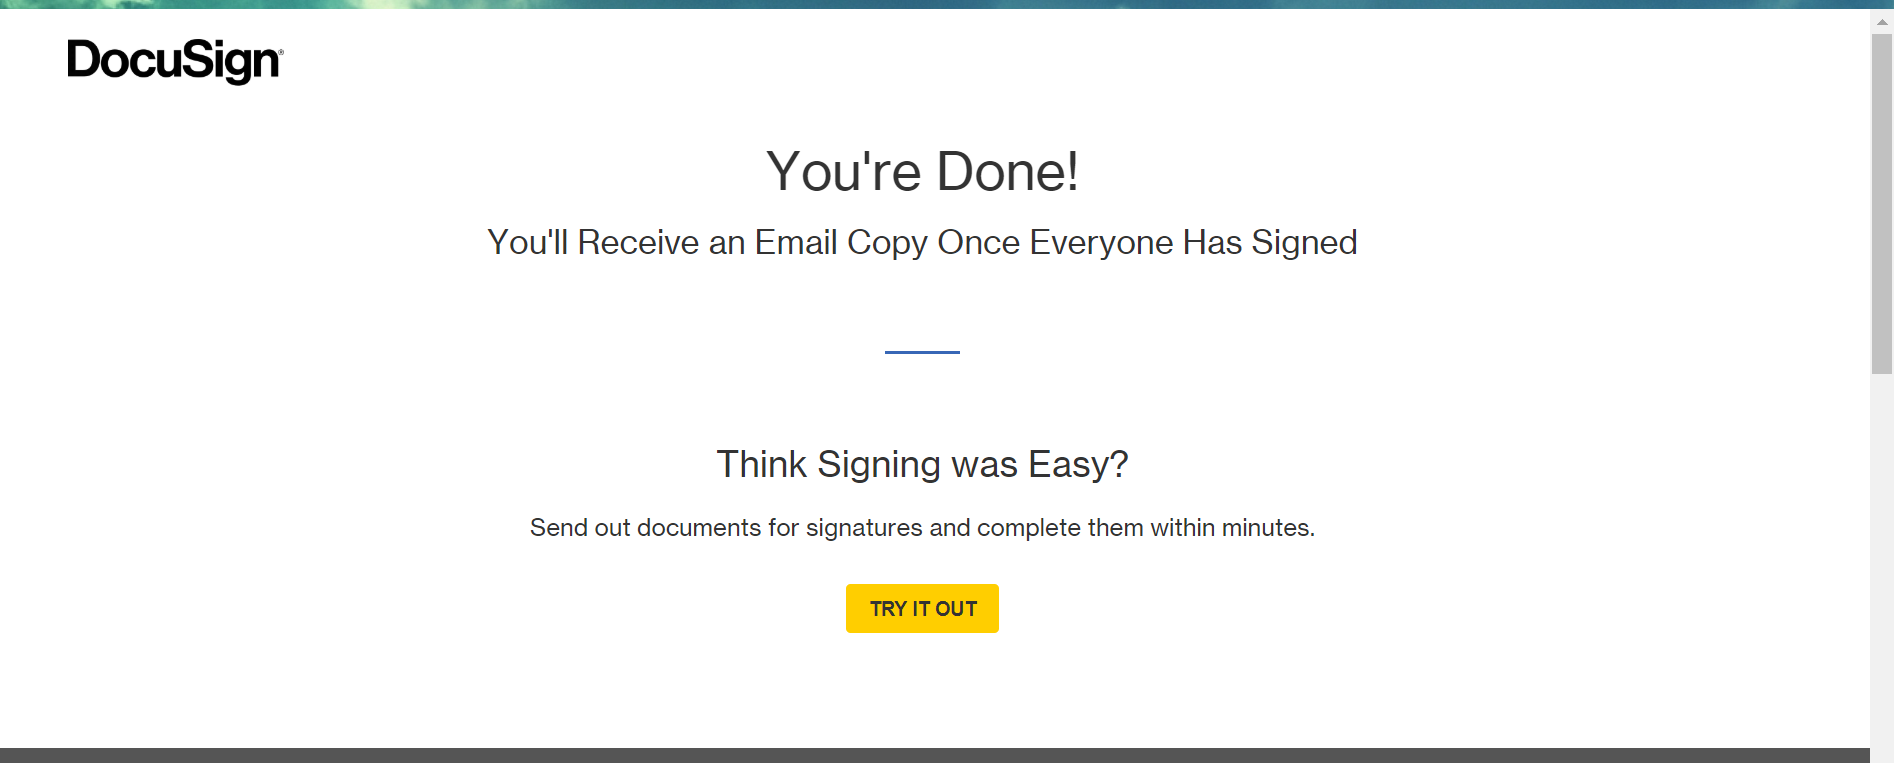 DocuSign®
You're Done!
You'll Receive an Email Copy Once Everyone Has Signed
Think Signing was Easy?
Send out documents for signatures and complete them within minutes.
TRY IT OUT